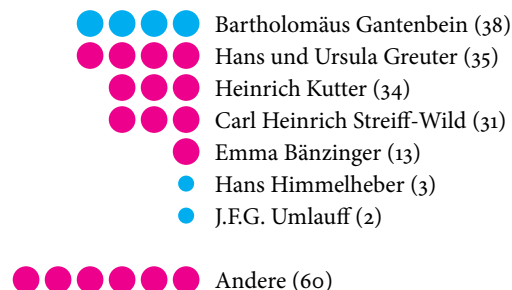 Bartholomäus Gantenbein (38)
Hans und Ursula Greuter (35)
Heinrich Kutter (34)
Carl Heinrich Streiff-Wild (31)
Emma Bänzinger (13)
Hans Himmelheber (3)
J.F.G. Umlauff (2)
Andere (60)